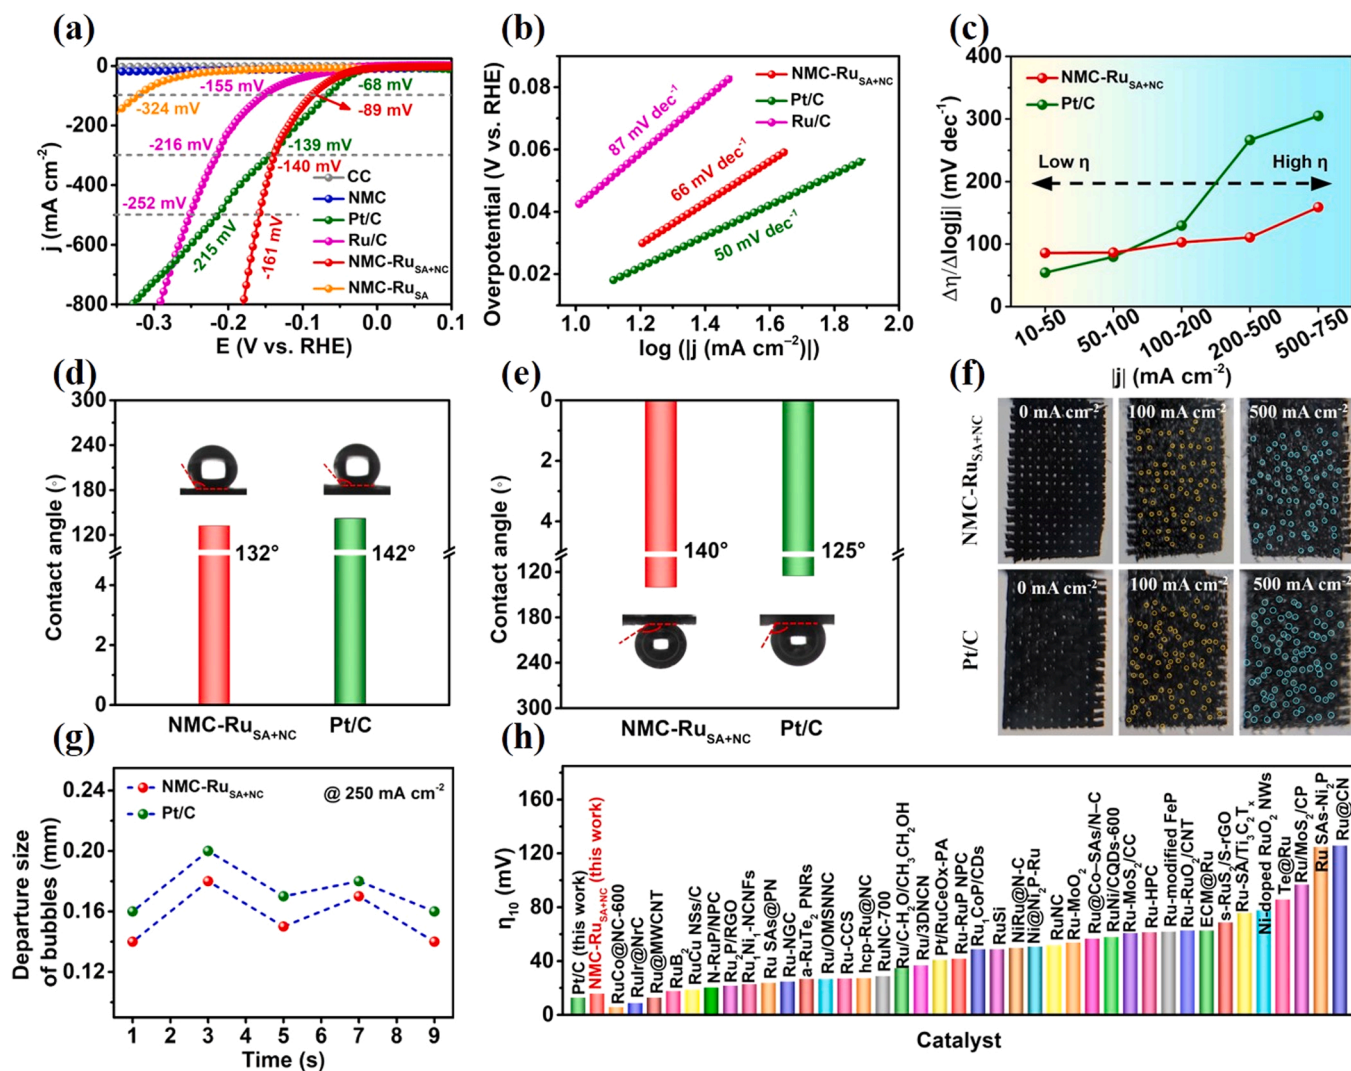 (a)
0
-200
-400
-600
-800
j (mA cm⁻²)
-155 mV
-68 mV
-324 mV
-89 mV
-216 mV
-139 mV
-140 mV
-252 mV
-215 mV
-161 mV
CC
NMC
Pt/C
Ru/C
NMC-Ru_SA+NC
NMC-Ru_SA
-0.3 -0.2 -0.1 0.0 0.1
E (V vs. RHE)
(b)
0.08
0.06
0.04
0.02
Overpotential (V vs. RHE)
NMC-Ru_SA+NC
Pt/C
Ru/C
87 mV dec⁻¹
66 mV dec⁻¹
50 mV dec⁻¹
1.0 1.2 1.4 1.6 1.8 2.0
log (|j (mA cm⁻²)|)
(c)
400
300
200
100
0
Δη/Δlog|j| (mV dec⁻¹)
NMC-Ru_SA+NC
Pt/C
Low η
High η
10-50 50-100 100-200 200-500 500-750
|j| (mA cm⁻²)
(d)
300
240
180
120
4
2
0
Contact angle (°)
132°
142°
NMC-Ru_SA+NC Pt/C
(e)
0
2
4
120
180
240
300
Contact angle (°)
140°
125°
NMC-Ru_SA+NC Pt/C
(f)
NMC-Ru_SA+NC
0 mA cm⁻² 100 mA cm⁻² 500 mA cm⁻²
Pt/C
0 mA cm⁻² 100 mA cm⁻² 500 mA cm⁻²
(g)
0.24
0.20
0.16
0.12
Departure size
of bubbles (mm)
NMC-Ru_SA+NC
Pt/C
@ 250 mA cm⁻²
1 2 3 4 5 6 7 8 9
Time (s)
(h)
160
120
80
40
0
η₁₀ (mV)
Pt/C (this work)
NMC-Ru_SA+NC (this work)
RuCo@NC-600
RuIr@NrC
Ru@MWCNT
RuB₂
RuCu NSs/C
N-RuP/NPC
Ru₂P/RGO
Ru₁Ni₁-NCNFs
Ru SAs@PN
Ru-NGC
a-RuTe₂ PNRs
Ru/OMSNNC
Ru-CCS
hcp-Ru@NC
RuNC-700
Ru/C-H₂O/CH₃CH₂OH
Ru/3DNCN
Pt/RuCeOx-PA
Ru-RuP NPC
Ru₁CoP/CDs
RuSi
NiRu@N-C
Ni@Ni₂P-Ru
RuNC
Ru-MoO₂
Ru@Co–SAs/N–C
RuNi/CQDs-600
Ru-MoS₂/CC
Ru-HPC
Ru-modified FeP
Ru-RuO₂/CNT
ECM@Ru
s-RuS₂/S-rGO
Ru-SA/Ti₃C₂Tₓ
Ni-doped RuO₂ NWs
Te@Ru
Ru/MoS₂/CP
Ru SAs-Ni₂P
Ru@CN
Catalyst